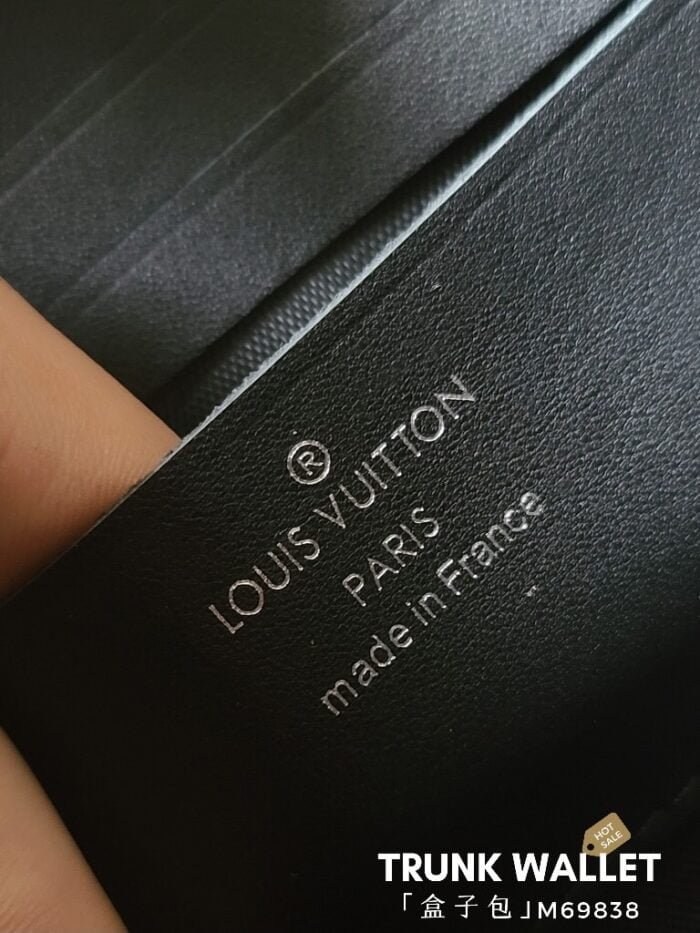 ®
LOUIS VUITTON
PARIS
made in France
HOT
SALE
TRUNK WALLET
「盒子包」M69838